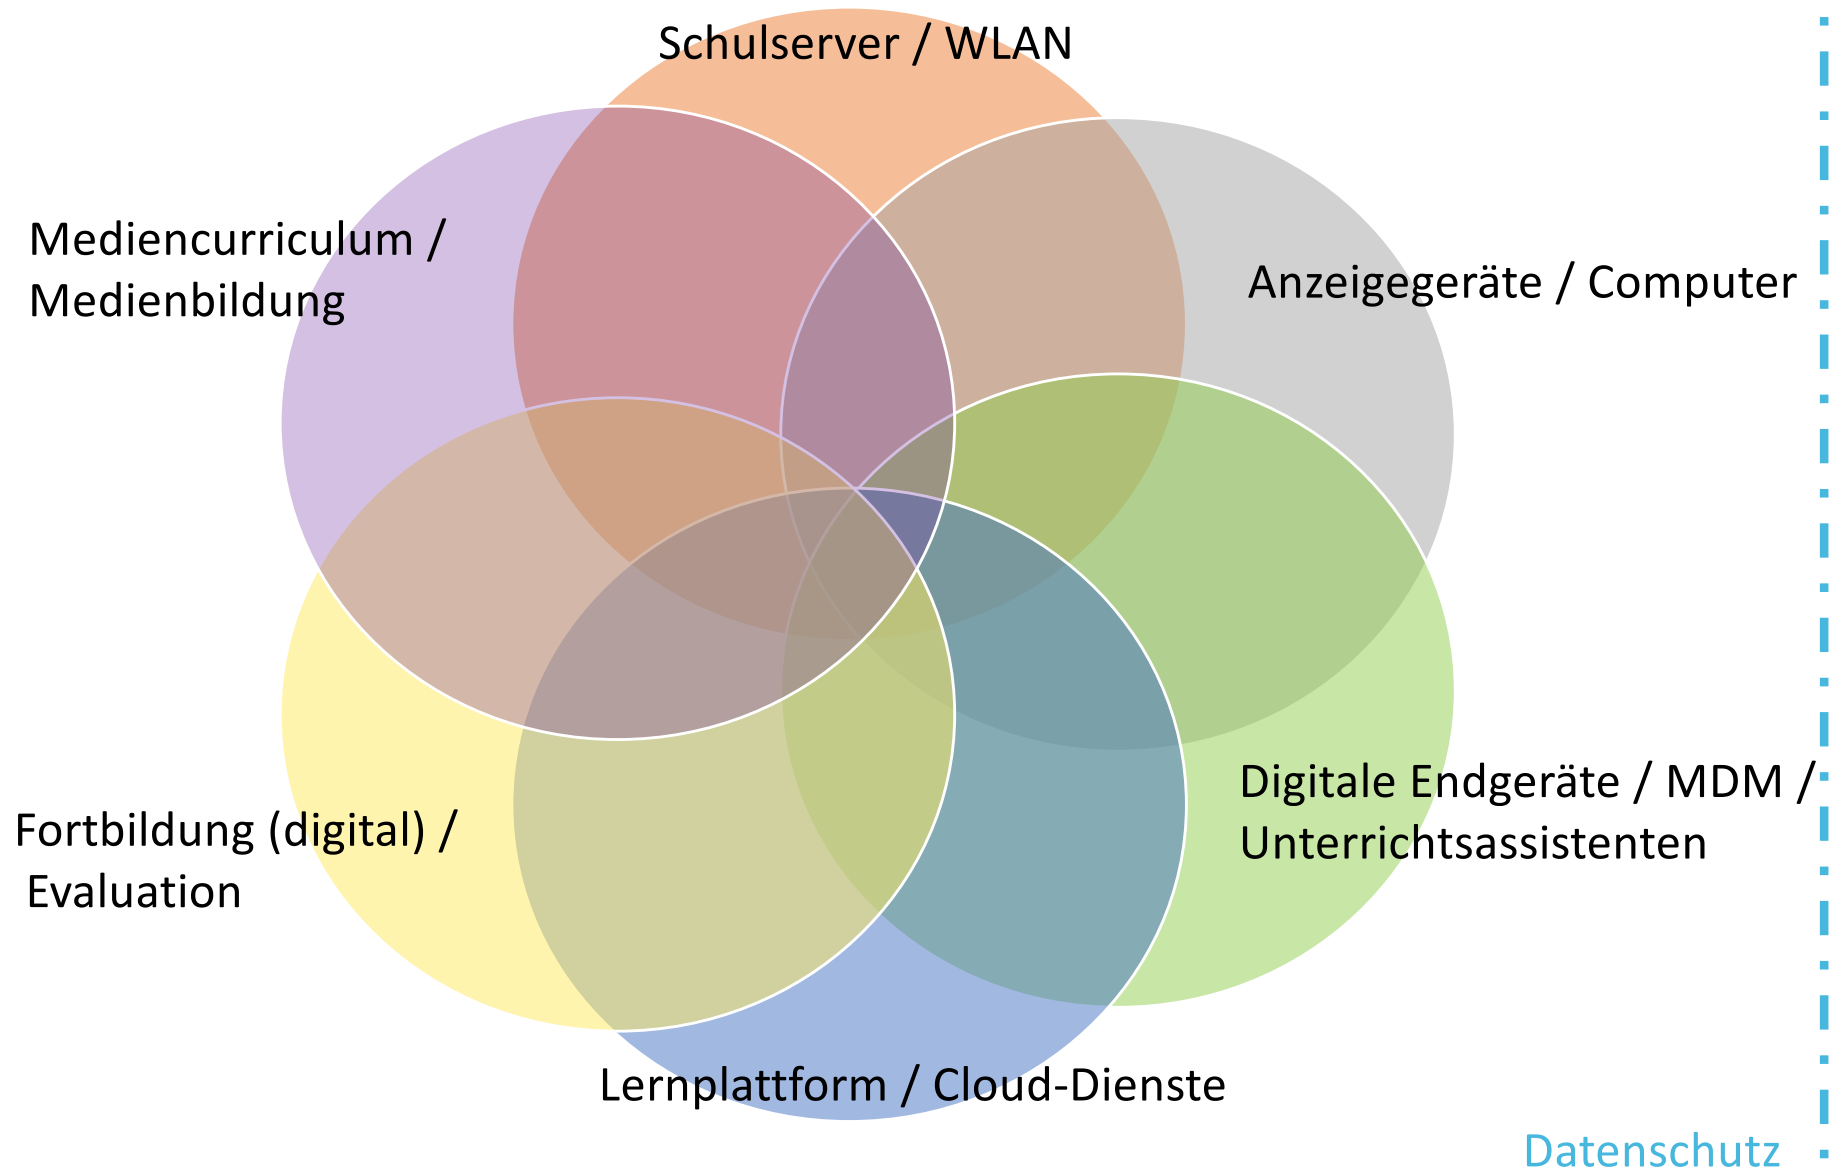 Schulserver / WLAN
Mediencurriculum /
Medienbildung
Anzeigegeräte / Computer
Digitale Endgeräte / MDM /
Unterrichtsassistenten
Fortbildung (digital) /
Evaluation
Lernplattform / Cloud-Dienste
Datenschutz